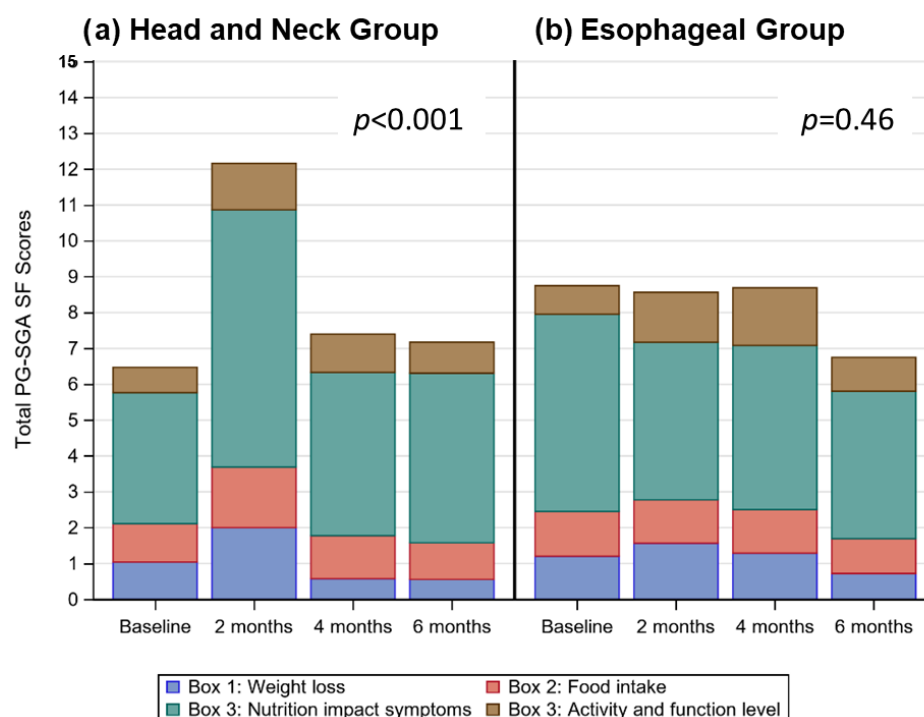 (a) Head and Neck Group
(b) Esophageal Group
p<0.001
p=0.46
Total PG-SGA SF Scores
15
14
13
12
11
10
9
8
7
6
5
4
3
2
1
0
Baseline 2 months 4 months 6 months
Baseline 2 months 4 months 6 months
Box 1: Weight loss
Box 2: Food intake
Box 3: Nutrition impact symptoms
Box 3: Activity and function level